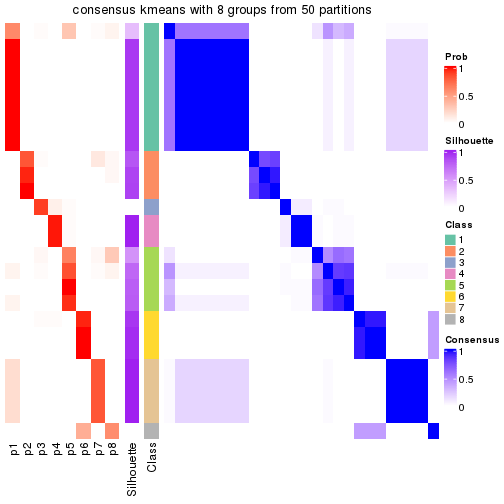 consensus kmeans with 8 groups from 50 partitions
Prob
1
0.5
0
Silhouette
1
0.5
0
Class
1
2
3
4
5
6
7
8
Consensus
1
0.5
0
p1
p2
p3
p4
p5
p6
p7
p8
Silhouette
Class